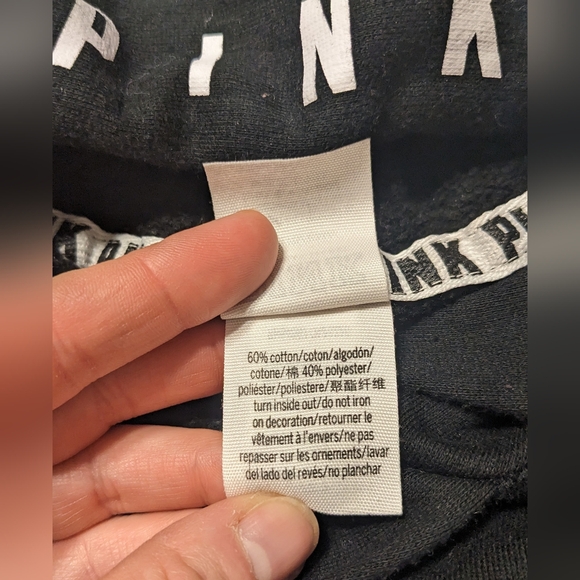 PINK
PINK
PINK P
60% cotton/coton/algodón/
cotone/棉 40% polyester/
poliéster/poliestere/聚酯纤维
turn inside out/do not iron
on decoration/retourner le
vêtement à l'envers/ne pas
repasser sur les ornements/lavar
del lado del revés/no planchar